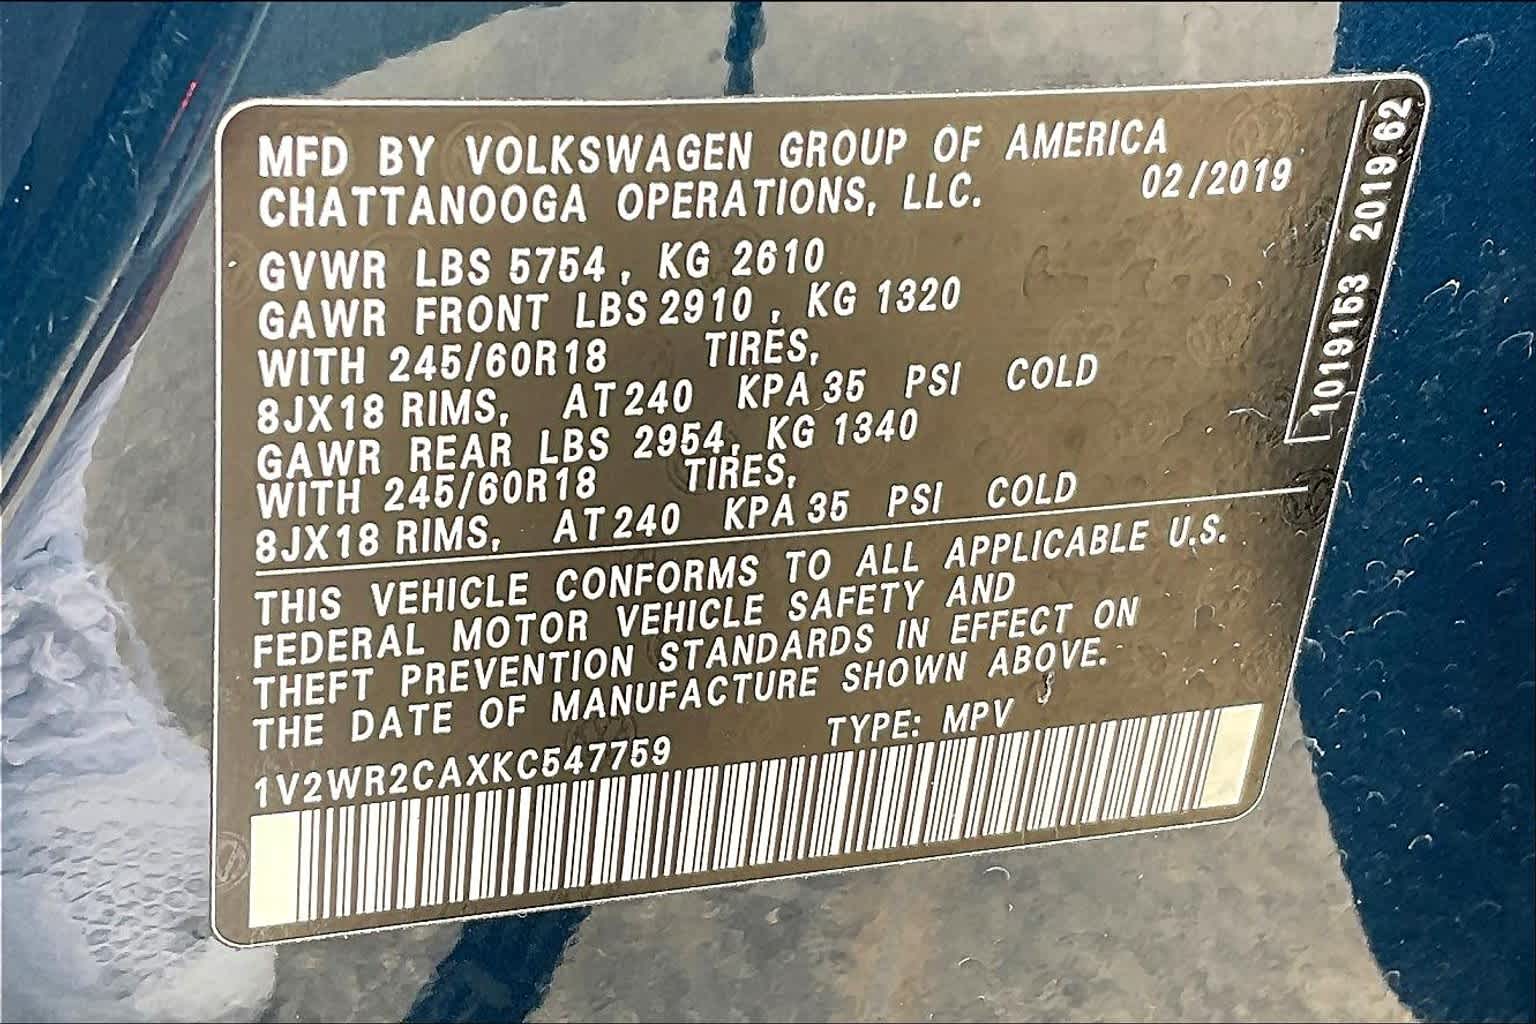 MFD BY VOLKSWAGEN GROUP OF AMERICA
CHATTANOOGA OPERATIONS, LLC. 02/2019
GVWR LBS 5754, KG 2610
GAWR FRONT LBS 2910, KG 1320
WITH 245/60R18 TIRES,
8JX18 RIMS, AT 240 KPA 35 PSI COLD
GAWR REAR LBS 2954, KG 1340
WITH 245/60R18 TIRES,
8JX18 RIMS, AT 240 KPA 35 PSI COLD
THIS VEHICLE CONFORMS TO ALL APPLICABLE U.S.
FEDERAL MOTOR VEHICLE SAFETY AND
THEFT PREVENTION STANDARDS IN EFFECT ON
THE DATE OF MANUFACTURE SHOWN ABOVE.
1V2WR2CAXKC547759 TYPE: MPV
1019153 2019 62